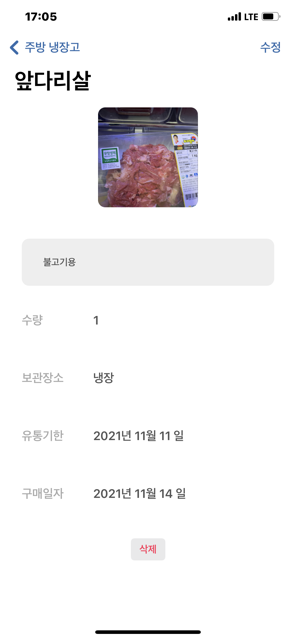 17:05
LTE
주방 냉장고
수정
앞다리살
불고기용
수량
1
보관장소
냉장
유통기한
2021년 11월 11 일
구매일자
2021년 11월 14 일
삭제